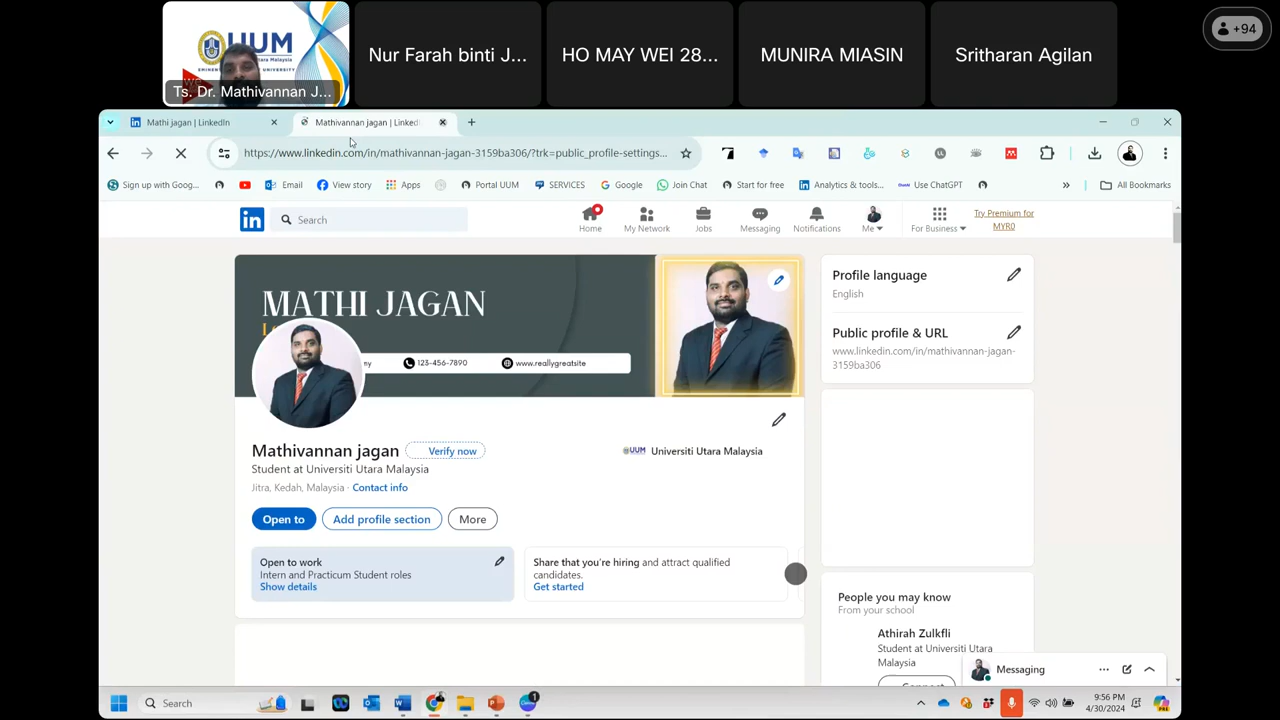 UUM
Utara Malaysia
Ts. Dr. Mathivannan J...
Nur Farah binti J...
HO MAY WEI 28...
MUNIRA MIASIN
Sritharan Agilan
+94
Mathi jagan | LinkedIn
Mathivannan jagan | Linked
https://www.linkedin.com/in/mathivannan-jagan-3159ba306/?trk=public_profile-settings...
Sign up with Goog...
Email
View story
Apps
Portal UUM
SERVICES
Google
Join Chat
Start for free
Analytics & tools...
Use ChatGPT
All Bookmarks
in
Search
Home
My Network
Jobs
Messaging
Notifications
Me
For Business
Try Premium for
MYR0
MATHI JAGAN
my
123-456-7890
www.reallygreatsite
Mathivannan jagan
Verify now
UUM
Universiti Utara Malaysia
Student at Universiti Utara Malaysia
Jitra, Kedah, Malaysia · Contact info
Open to
Add profile section
More
Open to work
Intern and Practicum Student roles
Show details
Share that you're hiring and attract qualified
candidates.
Get started
Profile language
English
Public profile & URL
www.linkedin.com/in/mathivannan-jagan-
3159ba306
People you may know
From your school
Athirah Zulkfli
Student at Universiti Utara
Malaysia
Connect
Messaging
Search
9:56 PM
4/30/2024